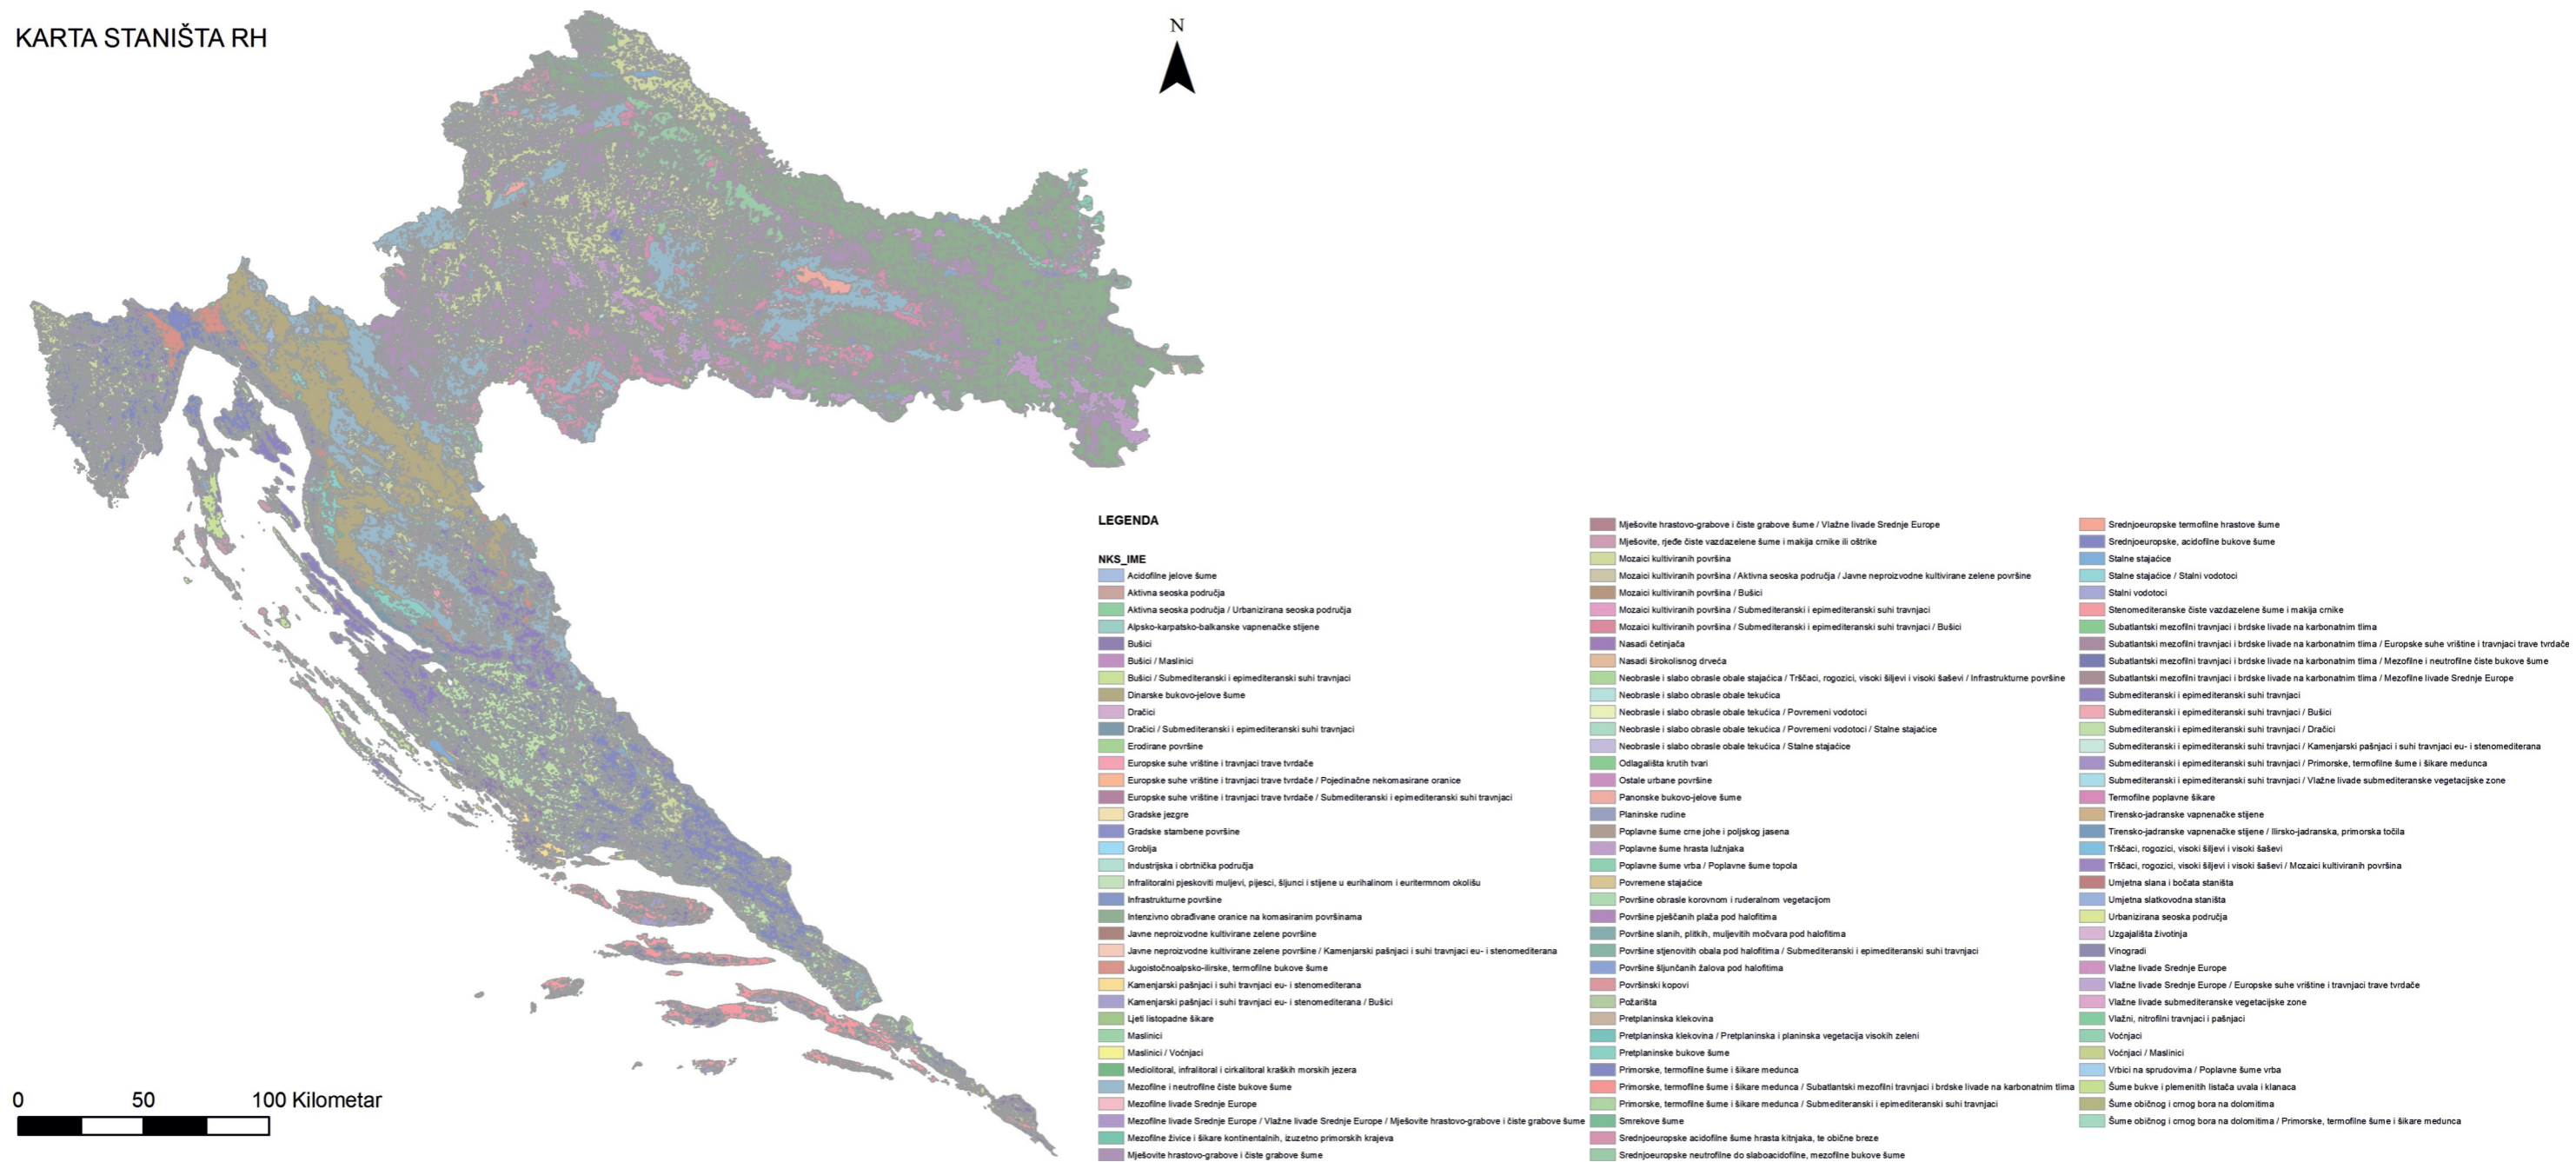 KARTA STANIŠTA RH
N
0 50 100 Kilometar
LEGENDA
NKS_IME
Acidofilne jelove šume
Aktivna seoska područja
Aktivna seoska područja / Urbanizirana seoska područja
Alpsko-karpatsko-balkanske vapnenačke stijene
Bušici
Bušici / Maslinici
Bušici / Submediteranski i epimediteranski suhi travnjaci
Dinarske bukovo-jelove šume
Dračici
Dračici / Submediteranski i epimediteranski suhi travnjaci
Erodirane površine
Europske suhe vrištine i travnjaci trave tvrdače
Europske suhe vrištine i travnjaci trave tvrdače / Pojedinačne nekomasirane oranice
Europske suhe vrištine i travnjaci trave tvrdače / Submediteranski i epimediteranski suhi travnjaci
Gradske jezgre
Gradske stambene površine
Groblja
Industrijska i obrtnička područja
Infralitoralni pjeskoviti muljevi, pijesci, šljunci i stijene u eurihalinom i euritermnom okolišu
Infrastrukturne površine
Intenzivno obrađivane oranice na komasiranim površinama
Javne neproizvodne kultivirane zelene površine
Javne neproizvodne kultivirane zelene površine / Kamenjarski pašnjaci i suhi travnjaci eu- i stenomediterana
Jugoistočnoalpsko-ilirske, termofilne bukove šume
Kamenjarski pašnjaci i suhi travnjaci eu- i stenomediterana
Kamenjarski pašnjaci i suhi travnjaci eu- i stenomediterana / Bušici
Ljeti listopadne šikare
Maslinici
Maslinici / Voćnjaci
Mediolitoral, infralitoral i cirkalitoral kraških morskih jezera
Mezofilne i neutrofilne čiste bukove šume
Mezofilne livade Srednje Europe
Mezofilne livade Srednje Europe / Vlažne livade Srednje Europe / Mješovite hrastovo-grabove i čiste grabove šume
Mezofilne živice i šikare kontinentalnih, izuzetno primorskih krajeva
Mješovite hrastovo-grabove i čiste grabove šume
Mješovite hrastovo-grabove i čiste grabove šume / Vlažne livade Srednje Europe
Mješovite, rjeđe čiste vazdazelene šume i makija crnike ili oštrike
Mozaici kultiviranih površina
Mozaici kultiviranih površina / Aktivna seoska područja / Javne neproizvodne kultivirane zelene površine
Mozaici kultiviranih površina / Bušici
Mozaici kultiviranih površina / Submediteranski i epimediteranski suhi travnjaci
Mozaici kultiviranih površina / Submediteranski i epimediteranski suhi travnjaci / Bušici
Nasadi četinjača
Nasadi širokolisnog drveća
Neobrasle i slabo obrasle obale stajaćica / Trščaci, rogozici, visoki šiljevi i visoki šaševi / Infrastrukturne površine
Neobrasle i slabo obrasle obale tekućica
Neobrasle i slabo obrasle obale tekućica / Povremeni vodotoci
Neobrasle i slabo obrasle obale tekućica / Povremeni vodotoci / Stalne stajaćice
Neobrasle i slabo obrasle obale tekućica / Stalne stajaćice
Odlagališta krutih tvari
Ostale urbane površine
Panonske bukovo-jelove šume
Planinske rudine
Poplavne šume crne johe i poljskog jasena
Poplavne šume hrasta lužnjaka
Poplavne šume vrba / Poplavne šume topola
Povremene stajaćice
Površine obrasle korovnom i ruderalnom vegetacijom
Površine pješčanih plaža pod halofitima
Površine slanih, plitkih, muljevitih močvara pod halofitima
Površine stjenovitih obala pod halofitima / Submediteranski i epimediteranski suhi travnjaci
Površine šljunčanih žalova pod halofitima
Površinski kopovi
Požarišta
Pretplaninska klekovina
Pretplaninska klekovina / Pretplaninska i planinska vegetacija visokih zeleni
Pretplaninske bukove šume
Primorske, termofilne šume i šikare medunca
Primorske, termofilne šume i šikare medunca / Subatlantski mezofilni travnjaci i brdske livade na karbonatnim tlima
Primorske, termofilne šume i šikare medunca / Submediteranski i epimediteranski suhi travnjaci
Smrekove šume
Srednjoeuropske acidofilne šume hrasta kitnjaka, te obične breze
Srednjoeuropske neutrofilne do slaboacidofilne, mezofilne bukove šume
Srednjoeuropske termofilne hrastove šume
Srednjoeuropske, acidofilne bukove šume
Stalne stajaćice
Stalne stajaćice / Stalni vodotoci
Stalni vodotoci
Stenomediteranske čiste vazdazelene šume i makija crnike
Subatlantski mezofilni travnjaci i brdske livade na karbonatnim tlima
Subatlantski mezofilni travnjaci i brdske livade na karbonatnim tlima / Europske suhe vrištine i travnjaci trave tvrdače
Subatlantski mezofilni travnjaci i brdske livade na karbonatnim tlima / Mezofilne i neutrofilne čiste bukove šume
Subatlantski mezofilni travnjaci i brdske livade na karbonatnim tlima / Mezofilne livade Srednje Europe
Submediteranski i epimediteranski suhi travnjaci
Submediteranski i epimediteranski suhi travnjaci / Bušici
Submediteranski i epimediteranski suhi travnjaci / Dračici
Submediteranski i epimediteranski suhi travnjaci / Kamenjarski pašnjaci i suhi travnjaci eu- i stenomediterana
Submediteranski i epimediteranski suhi travnjaci / Primorske, termofilne šume i šikare medunca
Submediteranski i epimediteranski suhi travnjaci / Vlažne livade submediteranske vegetacijske zone
Termofilne poplavne šikare
Tirensko-jadranske vapnenačke stijene
Tirensko-jadranske vapnenačke stijene / Ilirsko-jadranska, primorska točila
Trščaci, rogozici, visoki šiljevi i visoki šaševi
Trščaci, rogozici, visoki šiljevi i visoki šaševi / Mozaici kultiviranih površina
Umjetna slana i bočata staništa
Umjetna slatkovodna staništa
Urbanizirana seoska područja
Uzgajališta životinja
Vinogradi
Vlažne livade Srednje Europe
Vlažne livade Srednje Europe / Europske suhe vrištine i travnjaci trave tvrdače
Vlažne livade submediteranske vegetacijske zone
Vlažni, nitrofilni travnjaci i pašnjaci
Voćnjaci
Voćnjaci / Maslinici
Vrbici na sprudovima / Poplavne šume vrba
Šume bukve i plemenitih listača uvala i klanaca
Šume običnog i crnog bora na dolomitima
Šume običnog i crnog bora na dolomitima / Primorske, termofilne šume i šikare medunca